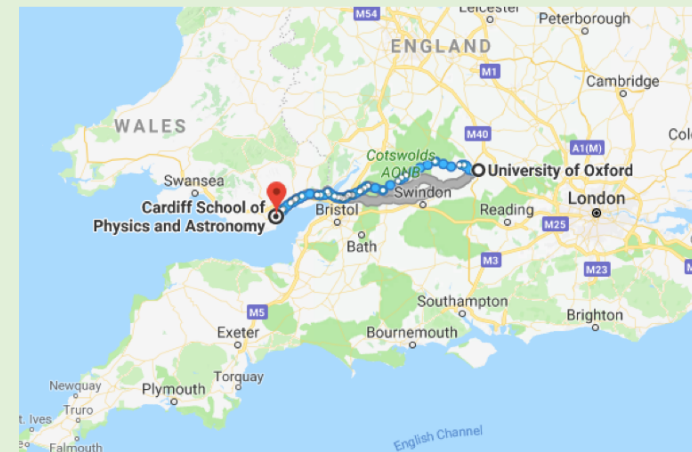 M54
Leicester
Peterborough
ENGLAND
M1
Cambridge
WALES
M40
A1(M)
Cotswolds
AONB
University of Oxford
Swansea
Swindon
London
Cardiff School of
Physics and Astronomy
Bristol
Reading
M25
Bath
M3
M23
Southampton
M5
Brighton
Exeter
Bournemouth
Newquay
Torquay
Plymouth
Truro
t. Ives
Falmouth
English Channel